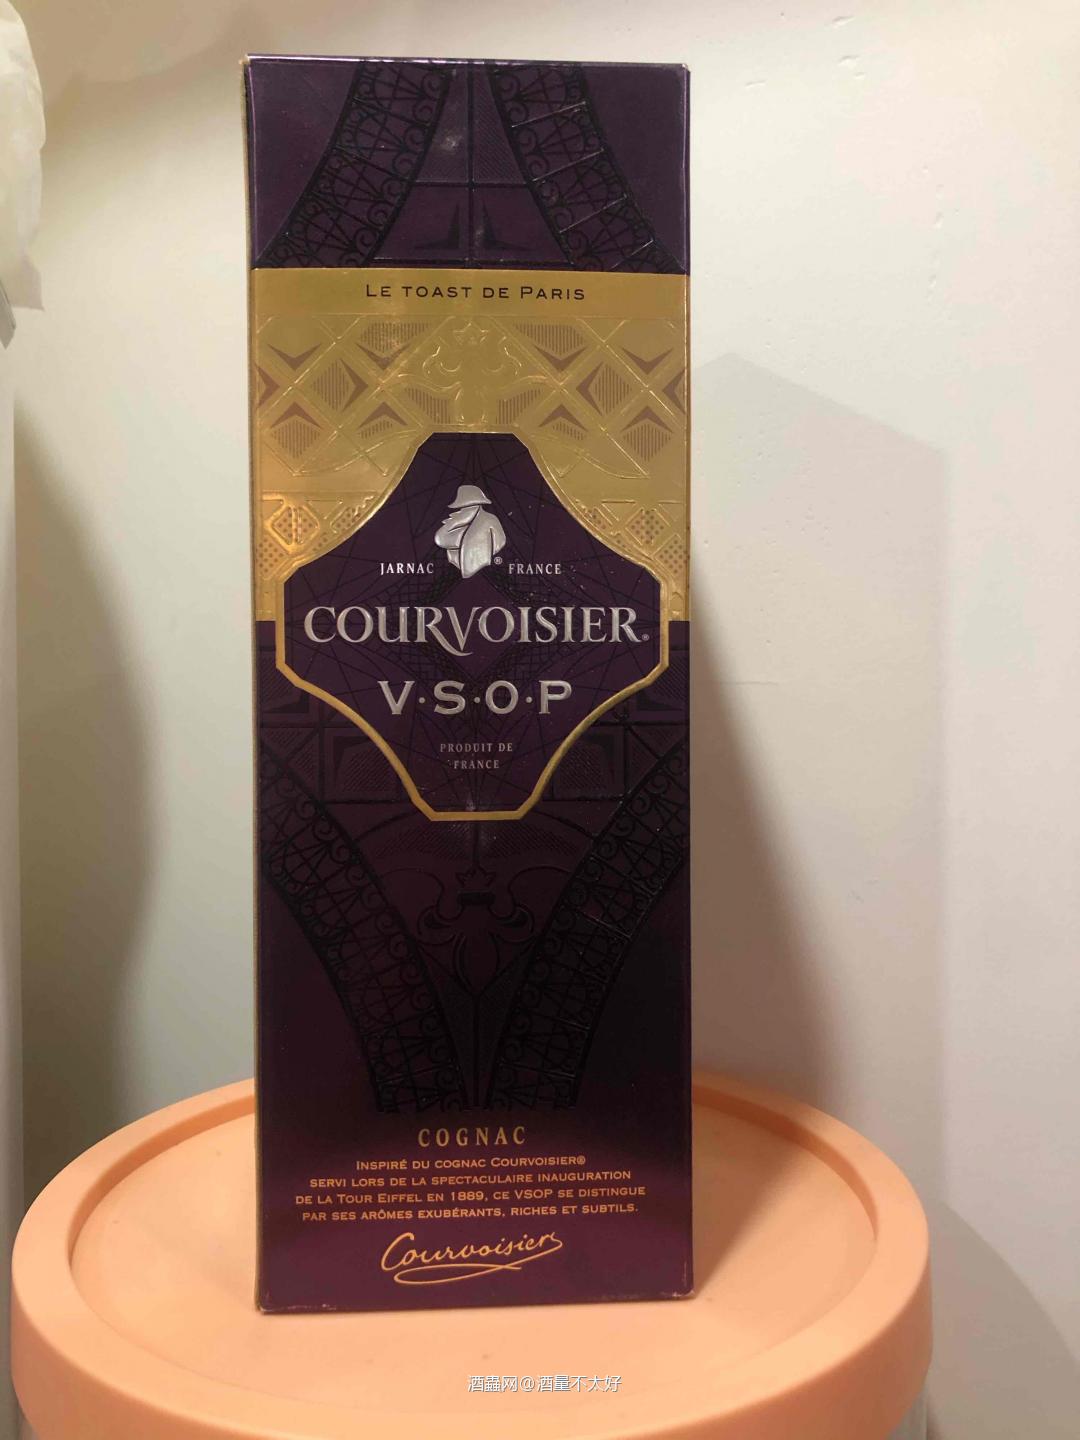 LE TOAST DE PARIS
JARNAC FRANCE
COURVOISIER®
V·S·O·P
PRODUIT DE
FRANCE
COGNAC
INSPIRÉ DU COGNAC COURVOISIER®
SERVI LORS DE LA SPECTACULAIRE INAUGURATION
DE LA TOUR EIFFEL EN 1889, CE VSOP SE DISTINGUE
PAR SES ARÔMES EXUBÉRANTS, RICHES ET SUBTILS.
Courvoisier
酒蟲网@酒量不太好